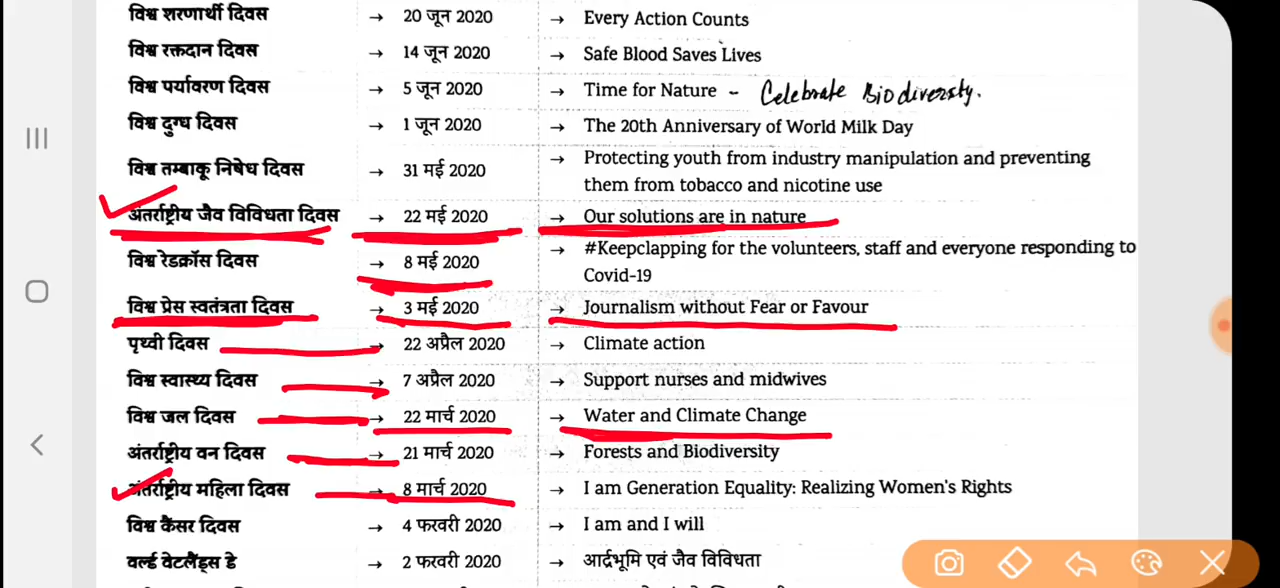 विश्व शरणार्थी दिवस → 20 जून 2020 → Every Action Counts
विश्व रक्तदान दिवस → 14 जून 2020 → Safe Blood Saves Lives
विश्व पर्यावरण दिवस → 5 जून 2020 → Time for Nature - Celebrate Biodiversty.
विश्व दुग्ध दिवस → 1 जून 2020 → The 20th Anniversary of World Milk Day
विश्व तम्बाकू निषेध दिवस → 31 मई 2020 → Protecting youth from industry manipulation and preventing
them from tobacco and nicotine use
अंतर्राष्ट्रीय जैव विविधता दिवस → 22 मई 2020 → Our solutions are in nature
विश्व रेडक्रॉस दिवस → 8 मई 2020 → #Keepclapping for the volunteers, staff and everyone responding to
Covid-19
विश्व प्रेस स्वतंत्रता दिवस → 3 मई 2020 → Journalism without Fear or Favour
पृथ्वी दिवस → 22 अप्रैल 2020 → Climate action
विश्व स्वास्थ्य दिवस → 7 अप्रैल 2020 → Support nurses and midwives
विश्व जल दिवस → 22 मार्च 2020 → Water and Climate Change
अंतर्राष्ट्रीय वन दिवस → 21 मार्च 2020 → Forests and Biodiversity
अंतर्राष्ट्रीय महिला दिवस → 8 मार्च 2020 → I am Generation Equality: Realizing Women's Rights
विश्व कैंसर दिवस → 4 फरवरी 2020 → I am and I will
वर्ल्ड वेटलैंड्स डे → 2 फरवरी 2020 → आर्द्रभूमि एवं जैव विविधता